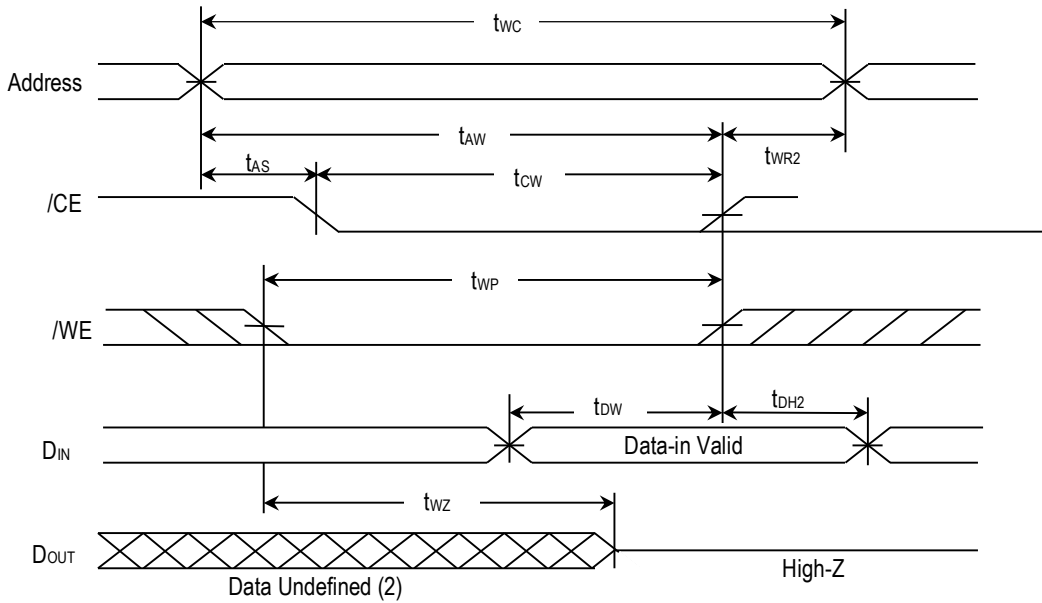 tWC
Address
tAW
tWR2
tAS
tCW
/CE
tWP
/WE
tDW
tDH2
DIN
Data-in Valid
tWZ
DOUT
High-Z
Data Undefined (2)